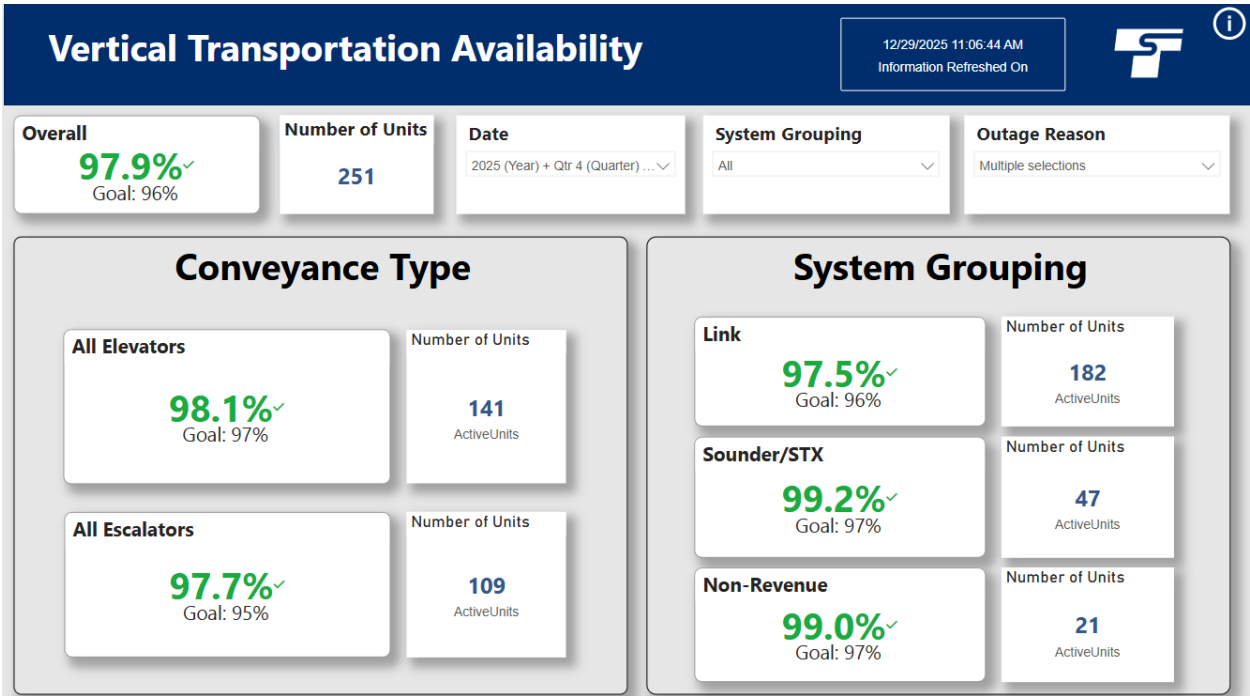 Vertical Transportation Availability
12/29/2025 11:06:44 AM
Information Refreshed On
i
Overall
97.9%
Goal: 96%
Number of Units
251
Date
2025 (Year) + Qtr 4 (Quarter) ...
System Grouping
All
Outage Reason
Multiple selections
Conveyance Type
All Elevators
98.1%
Goal: 97%
Number of Units
141
ActiveUnits
All Escalators
97.7%
Goal: 95%
Number of Units
109
ActiveUnits
System Grouping
Link
97.5%
Goal: 96%
Number of Units
182
ActiveUnits
Sounder/STX
99.2%
Goal: 97%
Number of Units
47
ActiveUnits
Non-Revenue
99.0%
Goal: 97%
Number of Units
21
ActiveUnits